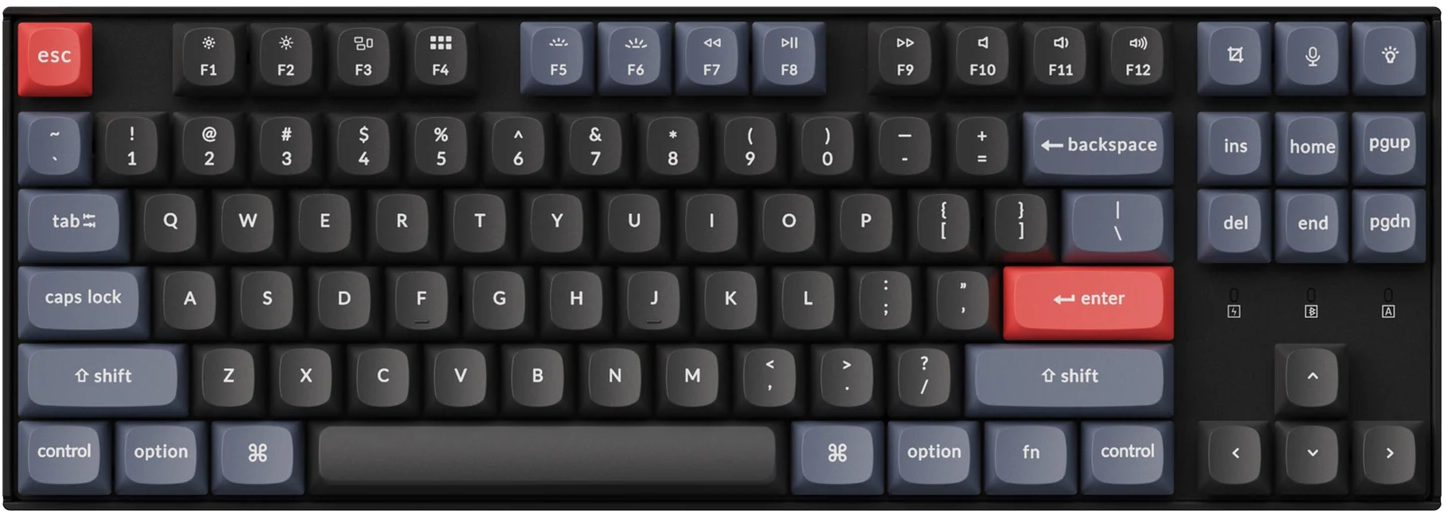 esc F1 F2 F3 F4 F5 F6 F7 F8 F9 F10 F11 F12
~ ! @ # $ % ^ & * ( ) — +
` 1 2 3 4 5 6 7 8 9 0 - = ← backspace ins home pgup
tab Q W E R T Y U I O P { } | del end pgdn
[ ] \
caps lock A S D F G H J K L : " ← enter
; '
A
⇧ shift Z X C V B N M < > ? ⇧ shift ^
, . /
control option ⌘ ⌘ option fn control < ⌄ >